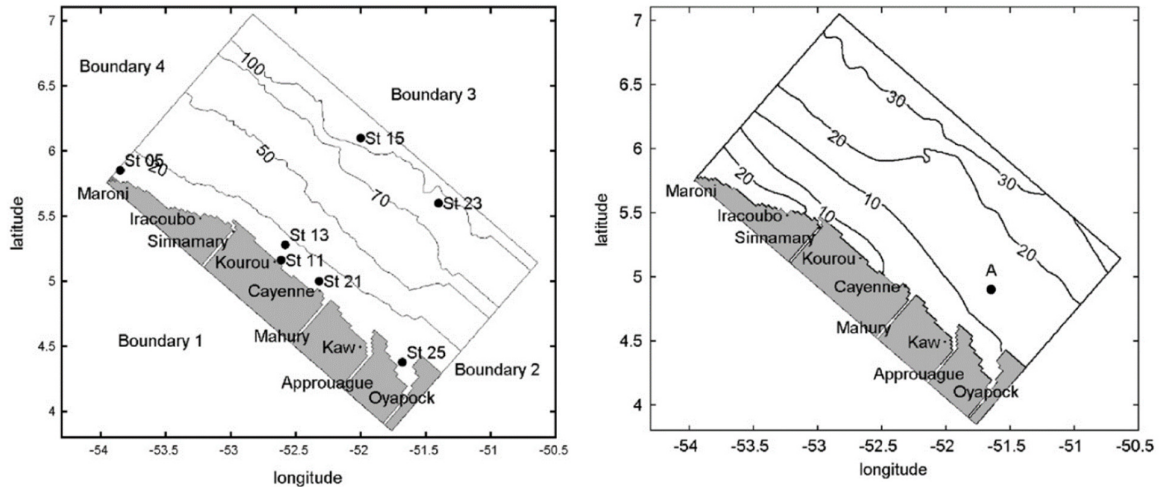 7
6.5
6
5.5
5
4.5
4
latitude
-54
-53.5
-53
-52.5
-52
-51.5
-51
-50.5
longitude
Boundary 4
Boundary 3
Boundary 1
Boundary 2
100
50
70
20
St 15
St 05
St 23
St 13
St 11
St 21
St 25
Maroni
Iracoubo
Sinnamary
Kourou
Cayenne
Mahury
Kaw
Approuague
Oyapock
7
6.5
6
5.5
5
4.5
4
latitude
-54
-53.5
-53
-52.5
-52
-51.5
-51
-50.5
longitude
30
20
30
20
10
10
20
A
Maroni
Iracoubo
Sinnamary
Kourou
Cayenne
Mahury
Kaw
Approuague
Oyapock